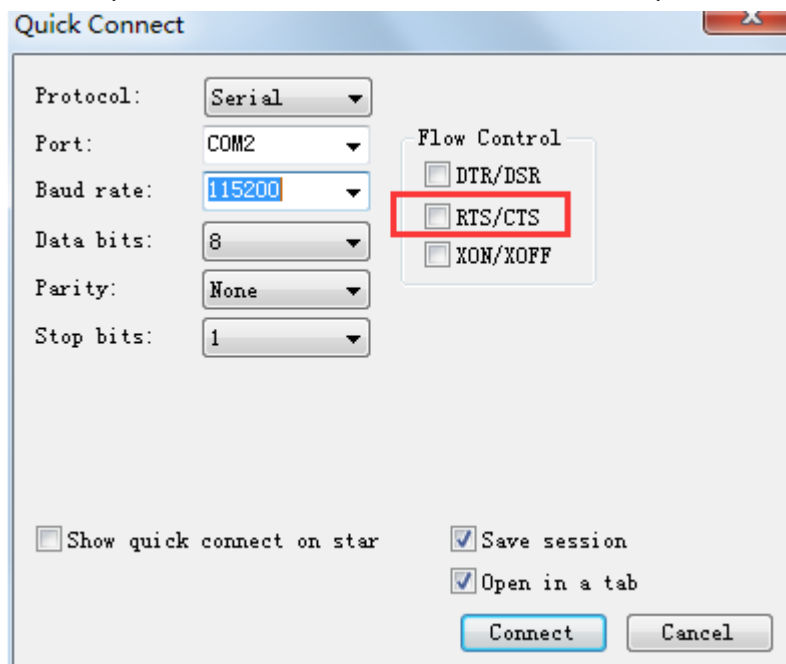 Quick Connect
Protocol: Serial
Port: COM2
Flow Control
DTR/DSR
Baud rate: 115200
RTS/CTS
Data bits: 8
XON/XOFF
Parity: None
Stop bits: 1
Show quick connect on star
Save session
Open in a tab
Connect Cancel